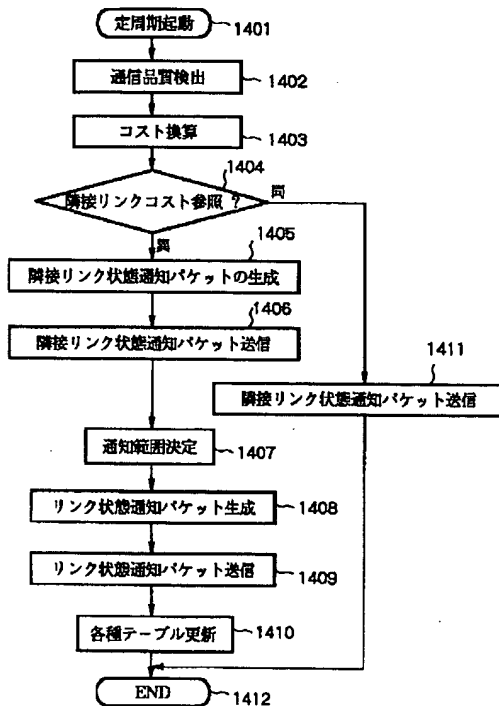 定周期起動
1401
通信品質検出
1402
コスト換算
1403
1404
隣接リンクコスト参照 ?
同
異
1405
隣接リンク状態通知パケットの生成
1406
隣接リンク状態通知パケット送信
1411
隣接リンク状態通知パケット送信
通知範囲決定
1407
リンク状態通知パケット生成
1408
リンク状態通知パケット送信
1409
各種テーブル更新
1410
END
1412